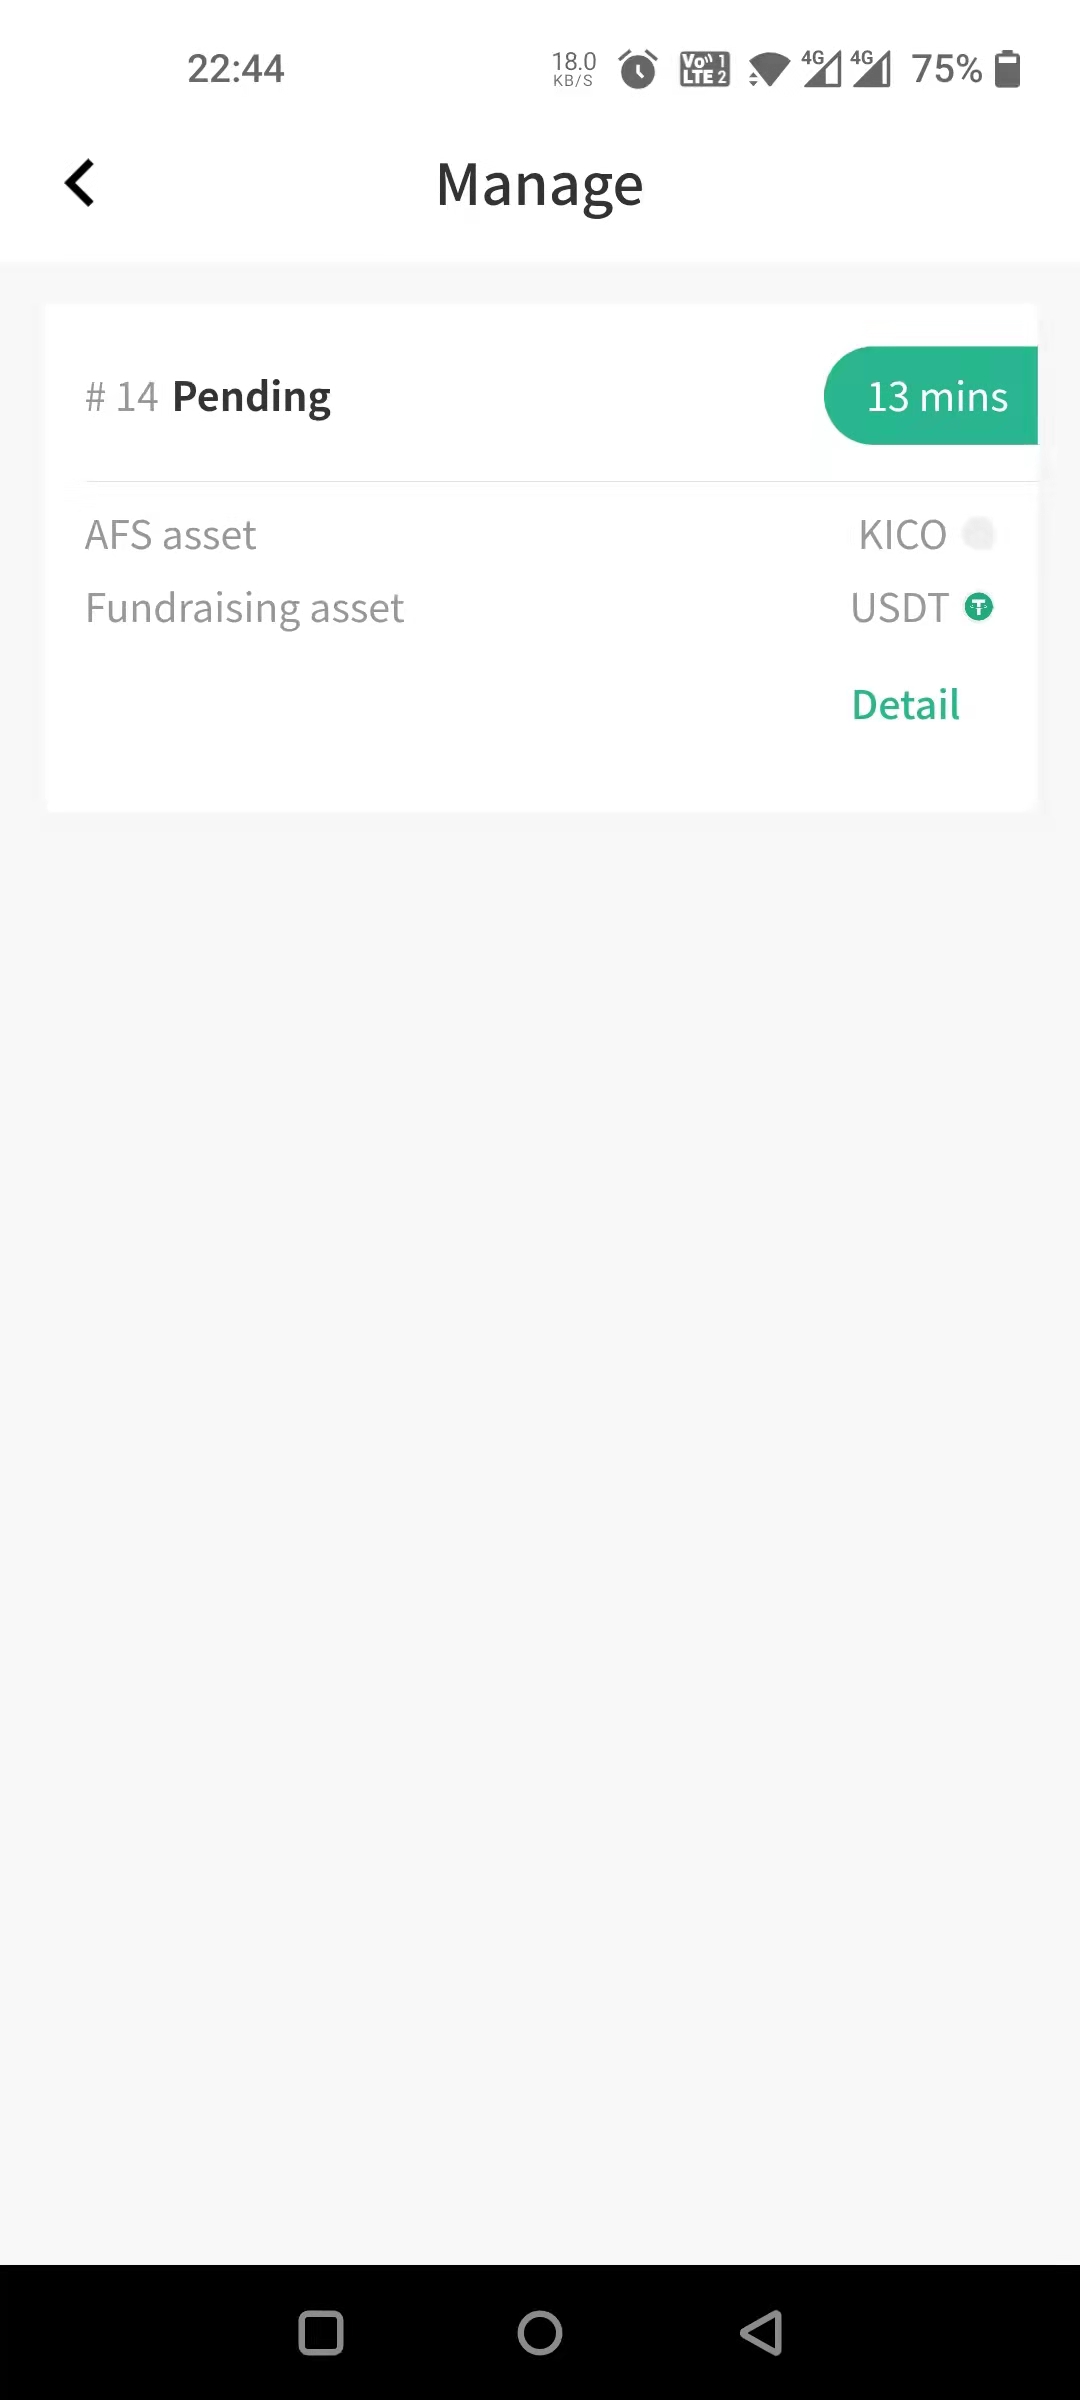 22:44 18.0 KB/S Vo 1 LTE 2 4G 4G 75%
Manage
# 14 Pending 13 mins
AFS asset KICO
Fundraising asset USDT
Detail